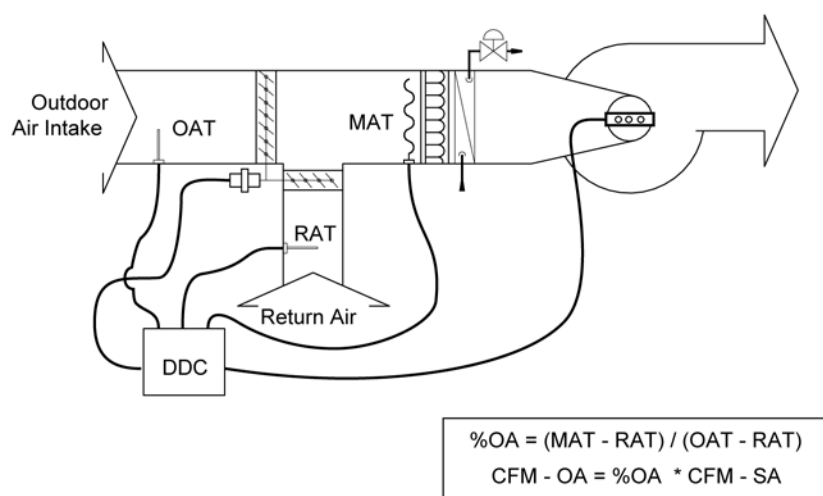 Outdoor
Air Intake
OAT
MAT
RAT
Return Air
DDC
%OA = (MAT - RAT) / (OAT - RAT)
CFM - OA = %OA * CFM - SA